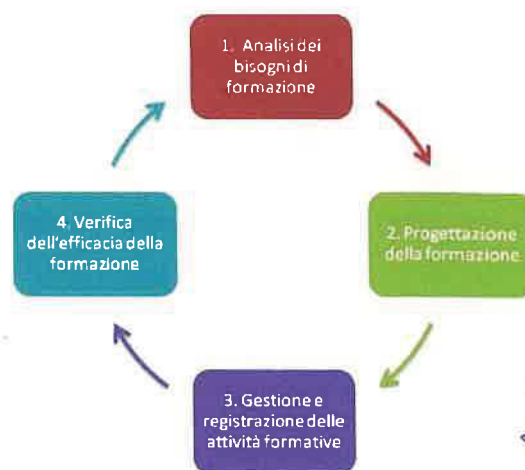 1. Analisi dei
bisogni di
formazione
2. Progettazione
della formazione
3. Gestione e
registrazione delle
attività formative
4. Verifica
dell'efficacia della
formazione